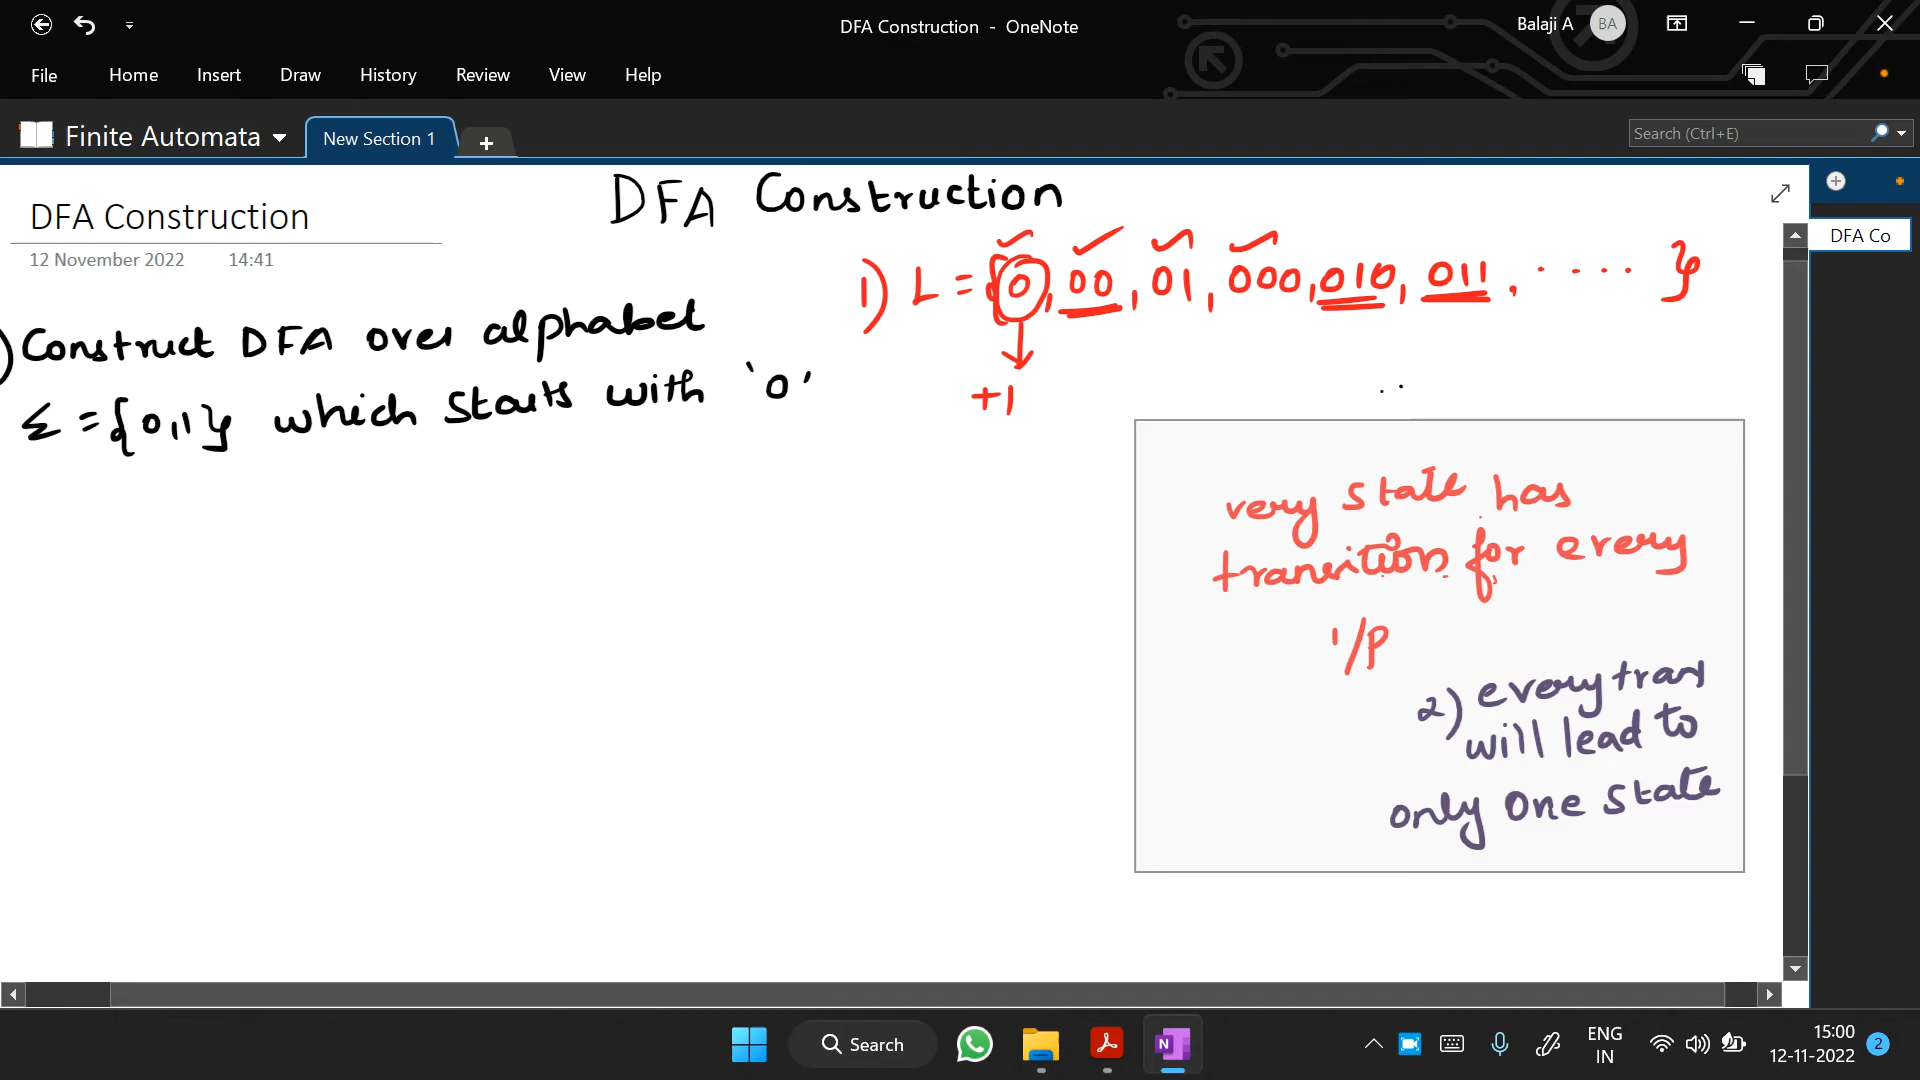 DFA Construction - OneNote
Balaji A
BA
File Home Insert Draw History Review View Help
Finite Automata
New Section 1
+
Search (Ctrl+E)
DFA Construction
12 November 2022 14:41
DFA Co
DFA Construction
1) L = {0, 00, 01, 000, 010, 011, ..... }
+1
) Construct DFA over alphabet
Σ = {0,1} which starts with '0'
very state has
transition for every
i/p
2) every tran
will lead to
only one state
Search
ENG
IN
15:00
12-11-2022
2